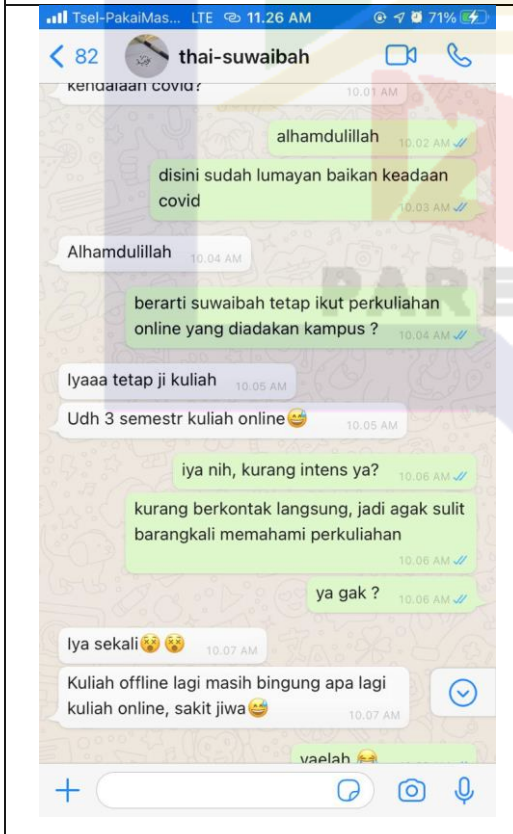 Tsel-PakaiMas... LTE 11.26 AM 71%
82 thai-suwaibah
kendalaan covid?
10.01 AM
alhamdulillah 10.02 AM
disini sudah lumayan baikan keadaan
covid 10.03 AM
Alhamdulillah 10.04 AM
PARE
berarti suwaibah tetap ikut perkuliahan
online yang diadakan kampus ? 10.04 AM
Iyaaa tetap ji kuliah 10.05 AM
Udh 3 semestr kuliah online😅 10.05 AM
iya nih, kurang intens ya? 10.06 AM
kurang berkontak langsung, jadi agak sulit
barangkali memahami perkuliahan
10.06 AM
ya gak ? 10.06 AM
Iya sekali😵😵 10.07 AM
Kuliah offline lagi masih bingung apa lagi
kuliah online, sakit jiwa😅 10.07 AM
yaelah 😂